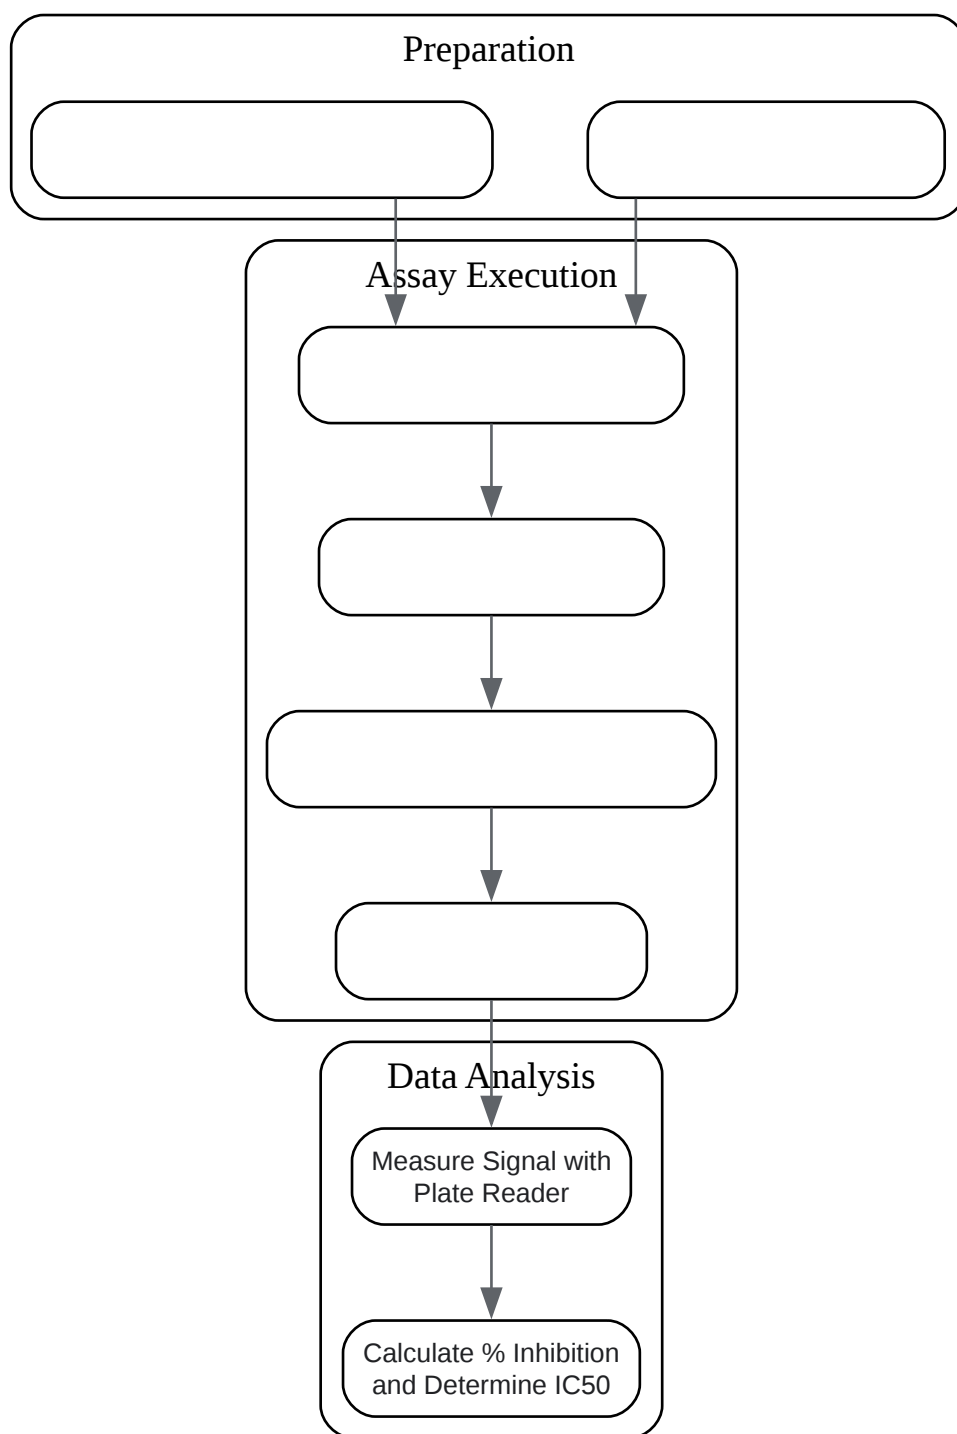 Preparation
Assay Execution
Data Analysis
Measure Signal with
Plate Reader
Calculate % Inhibition
and Determine IC50